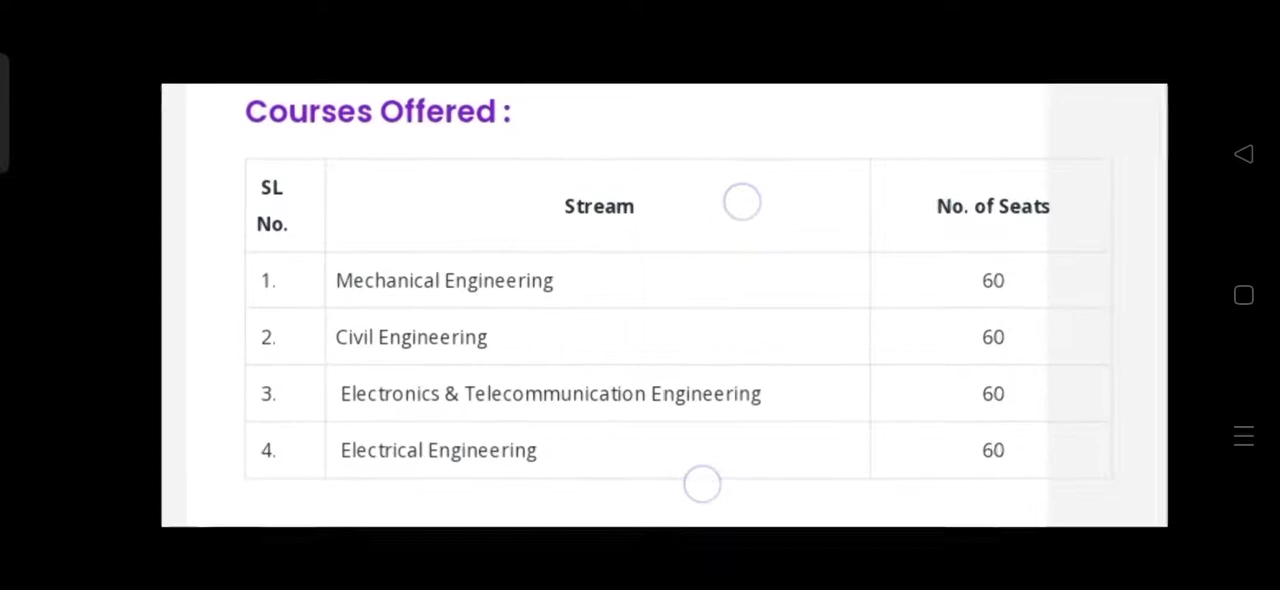 Courses Offered :
SL No. Stream No. of Seats
1. Mechanical Engineering 60
2. Civil Engineering 60
3. Electronics & Telecommunication Engineering 60
4. Electrical Engineering 60